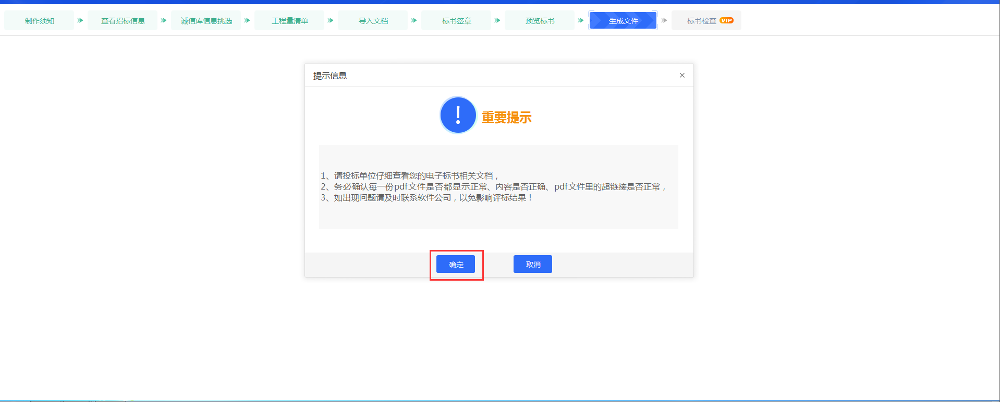 制作须知
查看招标信息
诚信库信息挑选
工程量清单
导入文档
标书签章
预览标书
生成文件
标书检查 VIP
提示信息
重要提示
1、请投标单位仔细查看您的电子标书相关文档，
2、务必确认每一份pdf文件是否都显示正常、内容是否正确、pdf文件里的超链接是否正常，
3、如出现问题请及时联系软件公司，以免影响评标结果！
确定
取消